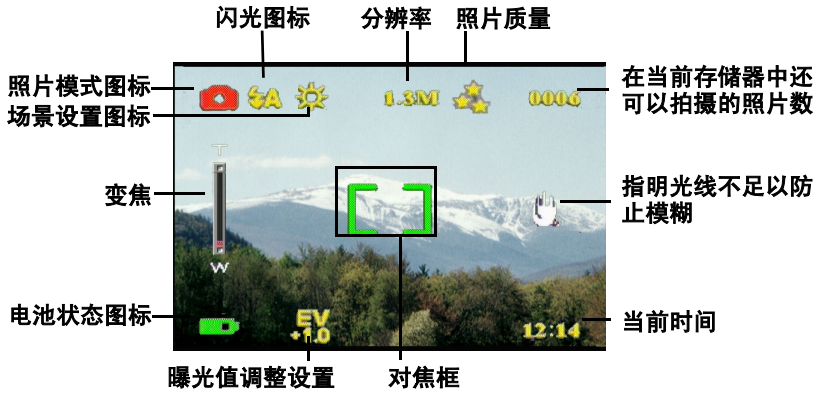 闪光图标
分辨率
照片质量
照片模式图标
场景设置图标
A
1.3M
0006
在当前存储器中还
可以拍摄的照片数
T
变焦
W
指明光线不足以防
止模糊
电池状态图标
EV
+1.0
12:14
当前时间
曝光值调整设置
对焦框